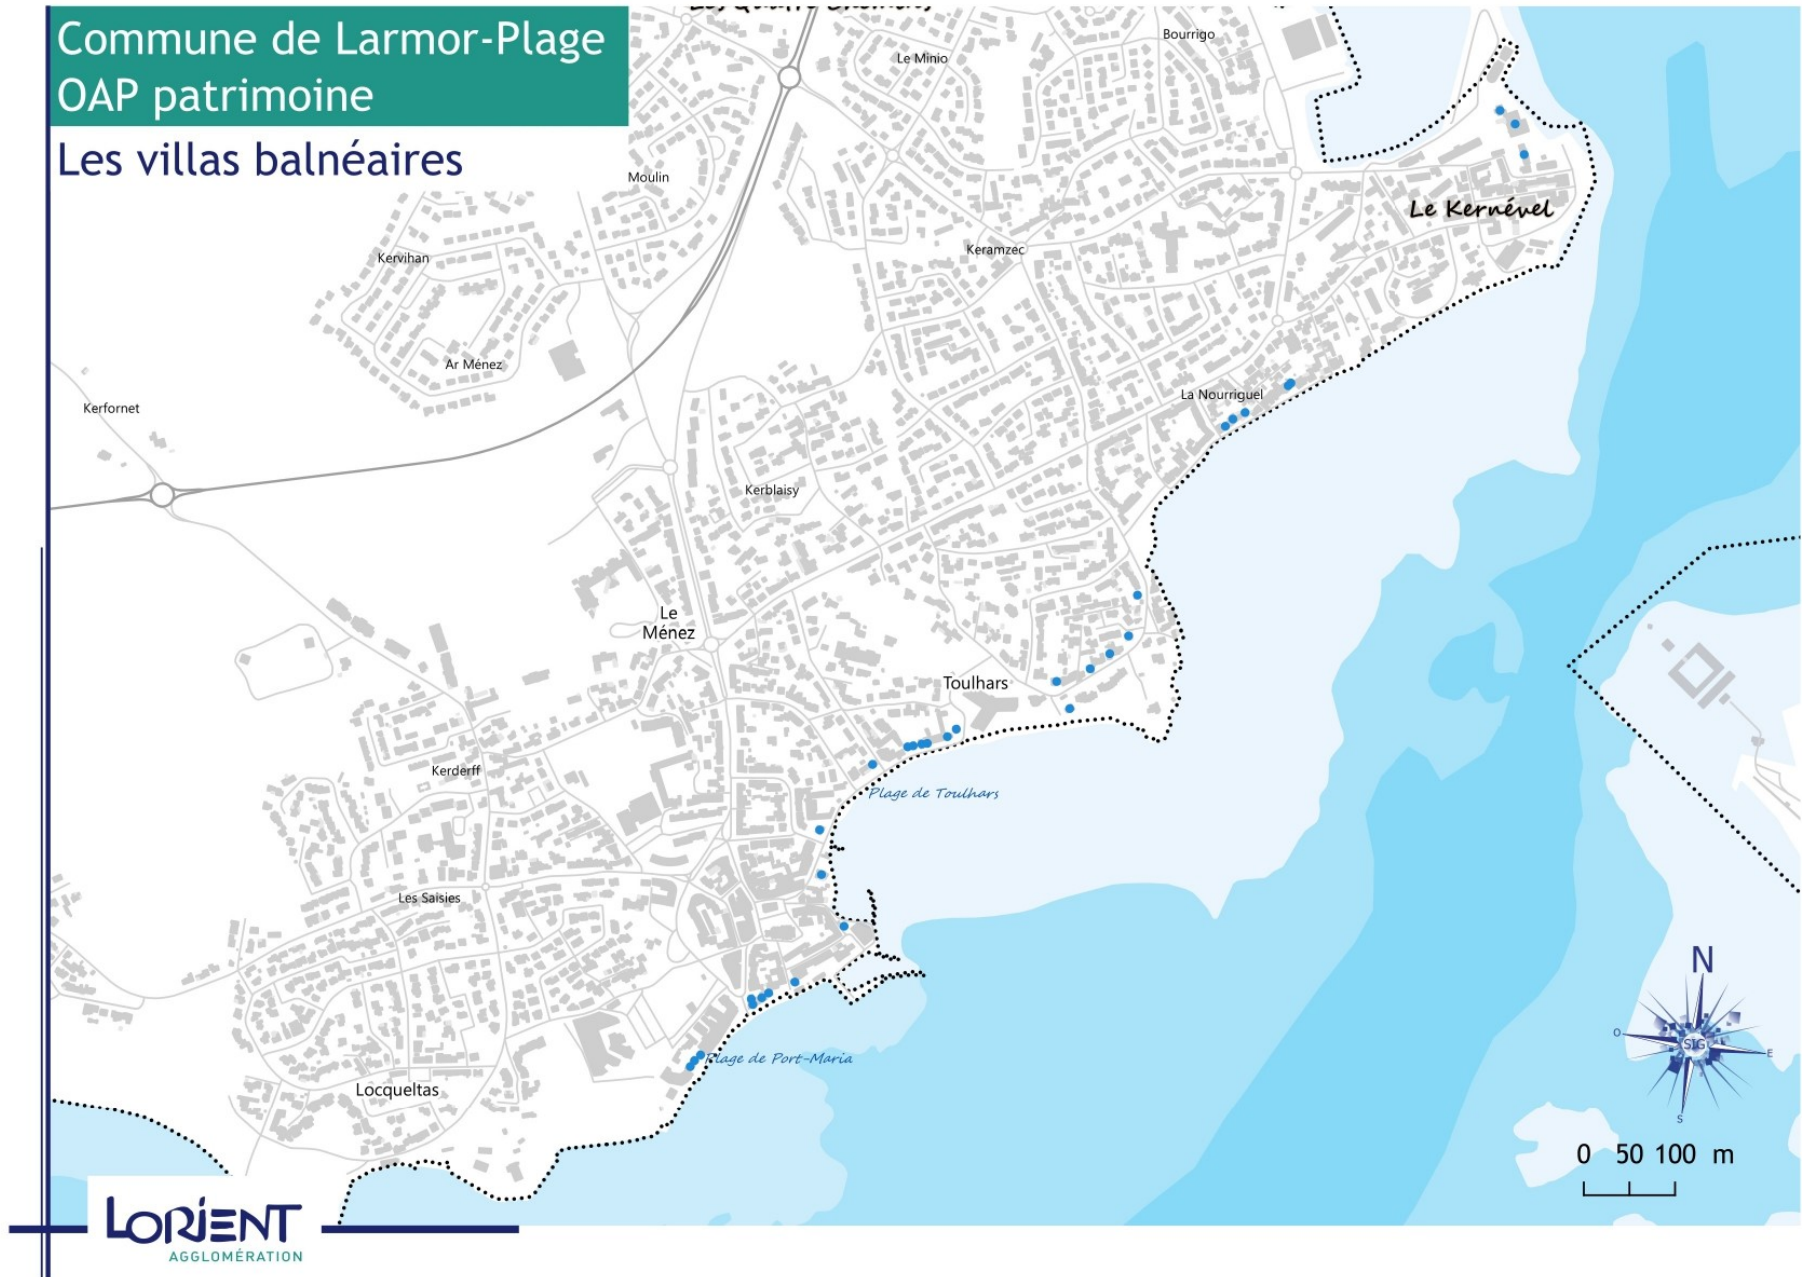 Commune de Larmor-Plage
OAP patrimoine
Les villas balnéaires
Le Minio
Bourrigo
Moulin
Le Kernével
Kervihan
Keramzec
Ar Ménez
La Nourriguel
Kerfornet
Kerblaisy
Le
Ménez
Toulhars
Kerderff
Plage de Toulhars
Les Saisies
Plage de Port-Maria
Locqueltas
N
O
SIG
E
S
0 50 100 m
LORIENT
AGGLOMÉRATION